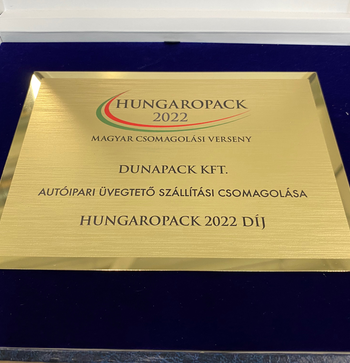 HUNGAROPACK
2022
MAGYAR CSOMAGOLÁSI VERSENY
DUNAPACK KFT.
AUTÓIPARI ÜVEGTETŐ SZÁLLÍTÁSI CSOMAGOLÁSA
HUNGAROPACK 2022 DÍJ